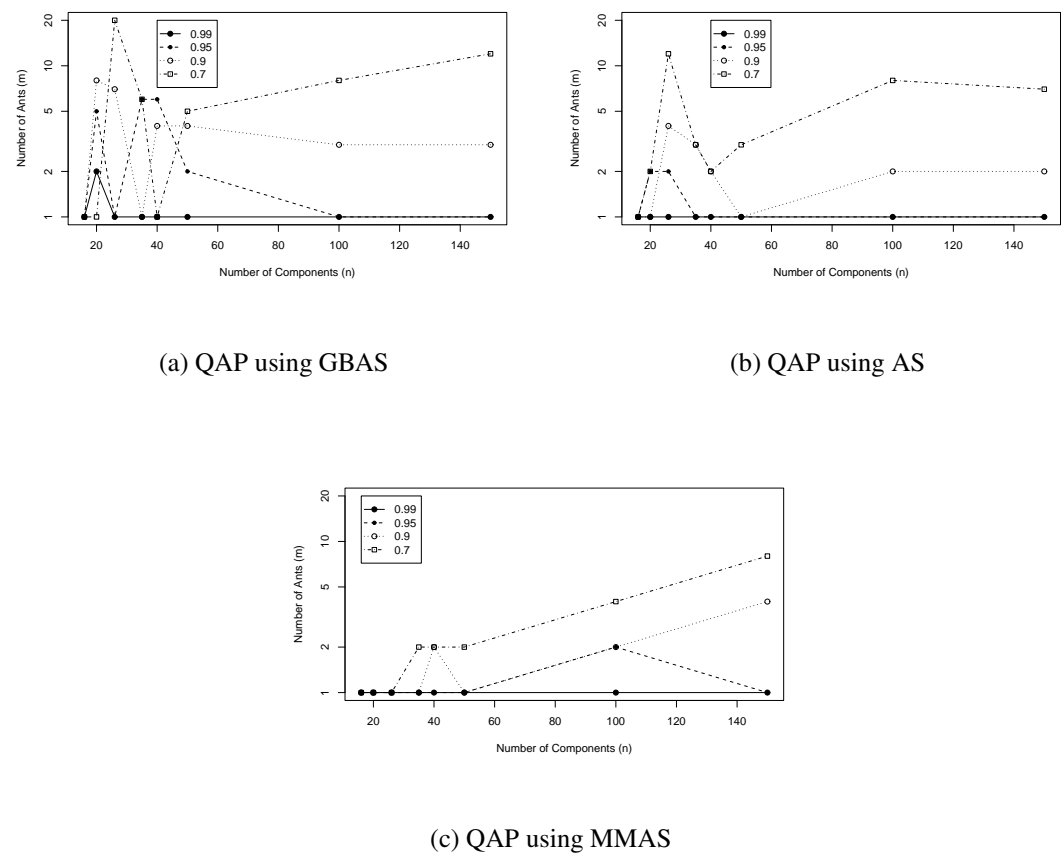 0.99
0.95
0.9
0.7
Number of Ants (m)
1 2 5 10 20
20 40 60 80 100 120 140
Number of Components (n)
(a) QAP using GBAS
0.99
0.95
0.9
0.7
Number of Ants (m)
1 2 5 10 20
20 40 60 80 100 120 140
Number of Components (n)
(b) QAP using AS
0.99
0.95
0.9
0.7
Number of Ants (m)
1 2 5 10 20
20 40 60 80 100 120 140
Number of Components (n)
(c) QAP using MMAS